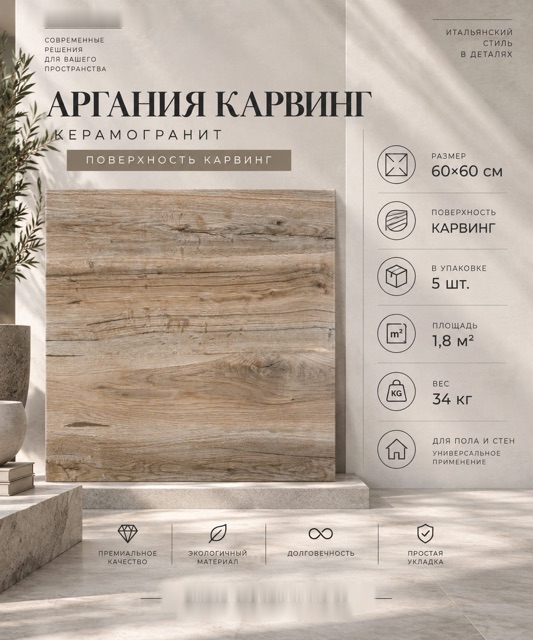 СОВРЕМЕННЫЕ
РЕШЕНИЯ
ДЛЯ ВАШЕГО
ПРОСТРАНСТВА
ИТАЛЬЯНСКИЙ
СТИЛЬ
В ДЕТАЛЯХ
АРГАНИЯ КАРВИНГ
КЕРАМОГРАНИТ
ПОВЕРХНОСТЬ КАРВИНГ
РАЗМЕР
60×60 см
ПОВЕРХНОСТЬ
КАРВИНГ
В УПАКОВКЕ
5 шт.
m²
ПЛОЩАДЬ
1,8 м²
KG
ВЕС
34 кг
ДЛЯ ПОЛА И СТЕН
УНИВЕРСАЛЬНОЕ
ПРИМЕНЕНИЕ
ПРЕМИАЛЬНОЕ
КАЧЕСТВО
ЭКОЛОГИЧНЫЙ
МАТЕРИАЛ
ДОЛГОВЕЧНОСТЬ
ПРОСТАЯ
УКЛАДКА